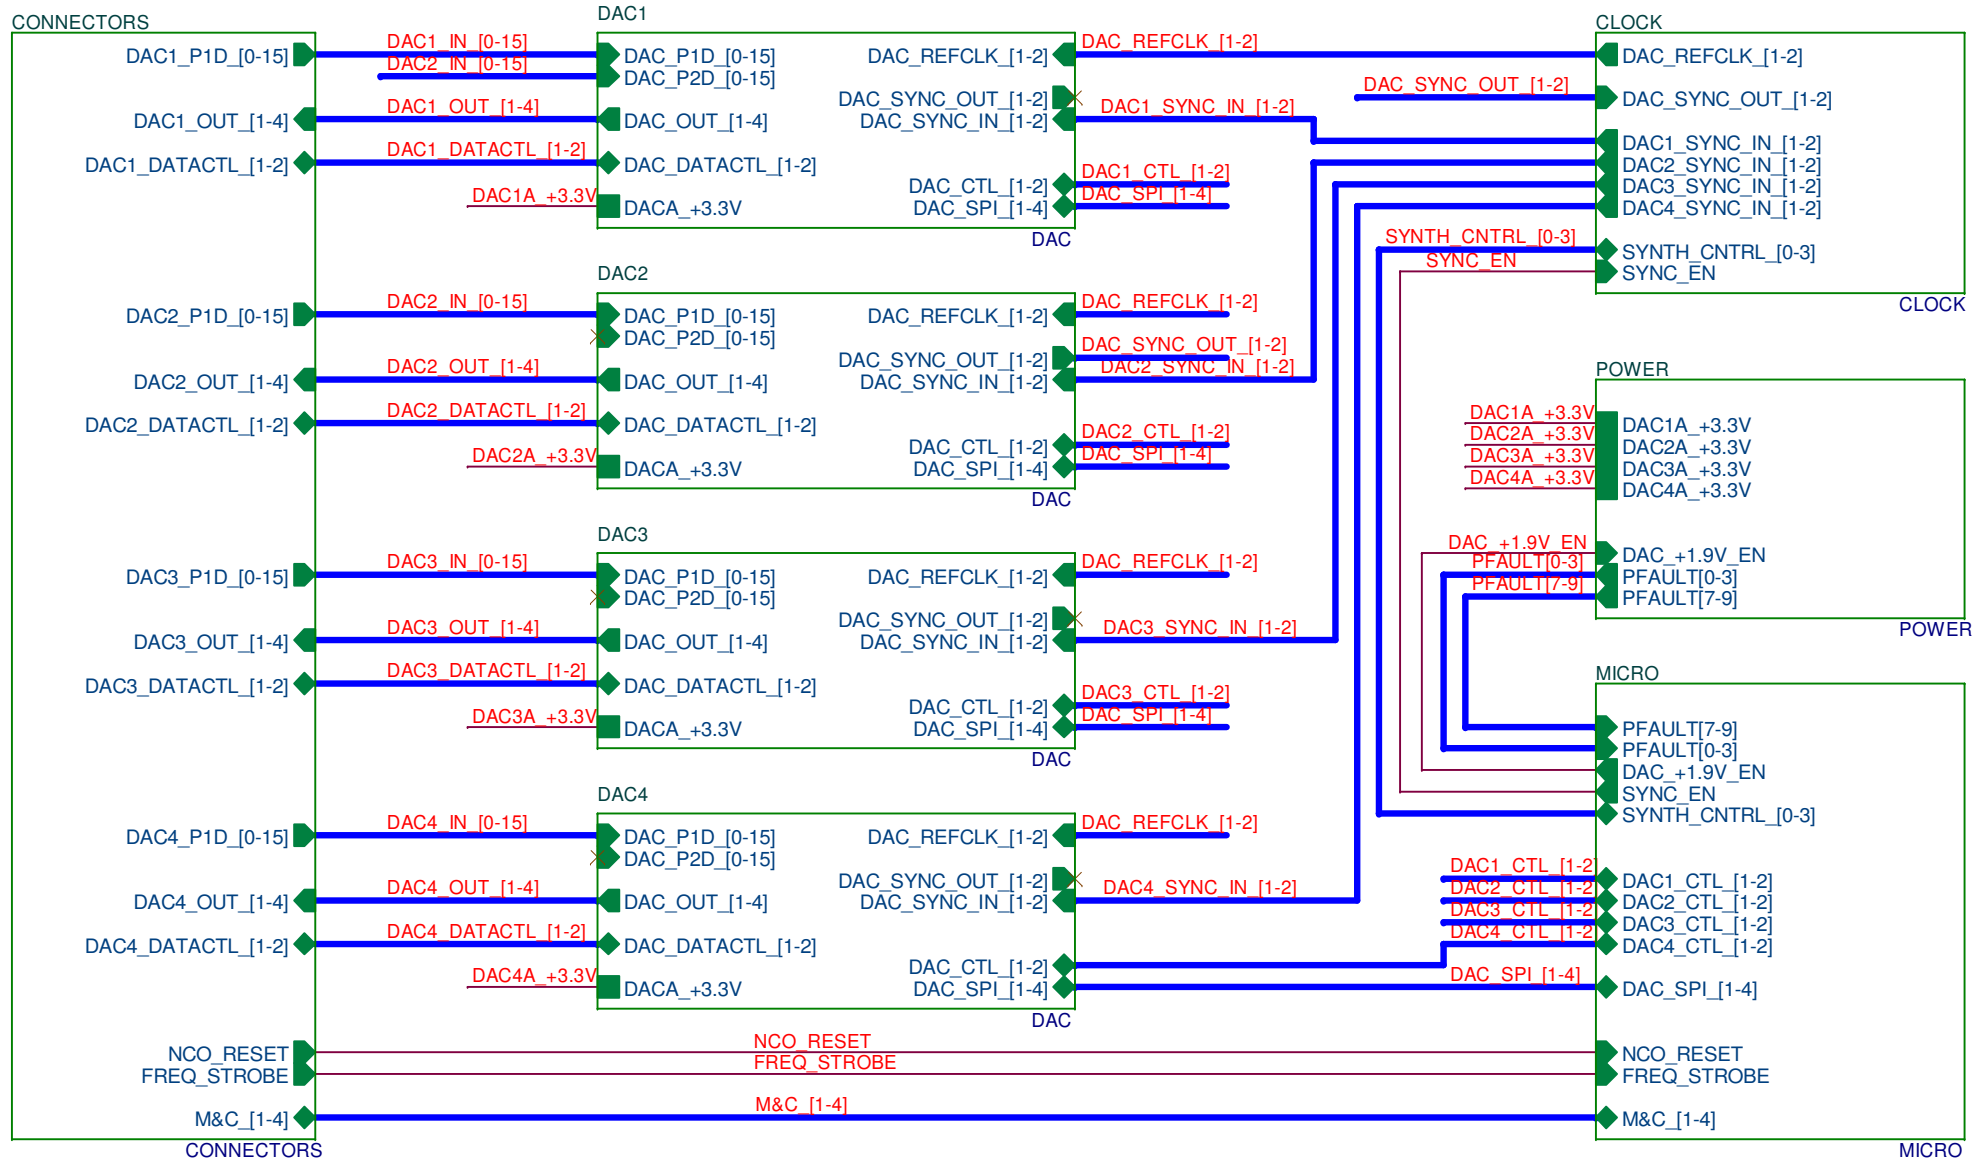 CONNECTORS
DAC1_P1D_[0-15]
DAC1_OUT_[1-4]
DAC1_DATACTL_[1-2]
DAC2_P1D_[0-15]
DAC2_OUT_[1-4]
DAC2_DATACTL_[1-2]
DAC3_P1D_[0-15]
DAC3_OUT_[1-4]
DAC3_DATACTL_[1-2]
DAC4_P1D_[0-15]
DAC4_OUT_[1-4]
DAC4_DATACTL_[1-2]
NCO_RESET
FREQ_STROBE
M&C_[1-4]
CONNECTORS
DAC1_IN_[0-15]
DAC2_IN_[0-15]
DAC1_OUT_[1-4]
DAC1_DATACTL_[1-2]
DAC1A_+3.3V
DAC1
DAC_P1D_[0-15]
DAC_P2D_[0-15]
DAC_OUT_[1-4]
DAC_DATACTL_[1-2]
DACA_+3.3V
DAC_REFCLK_[1-2]
DAC_SYNC_OUT_[1-2]
DAC_SYNC_IN_[1-2]
DAC_CTL_[1-2]
DAC_SPI_[1-4]
DAC
DAC_REFCLK_[1-2]
DAC1_SYNC_IN_[1-2]
DAC1_CTL_[1-2]
DAC_SPI_[1-4]
DAC2_IN_[0-15]
DAC2_OUT_[1-4]
DAC2_DATACTL_[1-2]
DAC2A_+3.3V
DAC2
DAC_P1D_[0-15]
DAC_P2D_[0-15]
DAC_OUT_[1-4]
DAC_DATACTL_[1-2]
DACA_+3.3V
DAC_REFCLK_[1-2]
DAC_SYNC_OUT_[1-2]
DAC_SYNC_IN_[1-2]
DAC_CTL_[1-2]
DAC_SPI_[1-4]
DAC
DAC_REFCLK_[1-2]
DAC_SYNC_OUT_[1-2]
DAC2_SYNC_IN_[1-2]
DAC2_CTL_[1-2]
DAC_SPI_[1-4]
DAC3_IN_[0-15]
DAC3_OUT_[1-4]
DAC3_DATACTL_[1-2]
DAC3A_+3.3V
DAC3
DAC_P1D_[0-15]
DAC_P2D_[0-15]
DAC_OUT_[1-4]
DAC_DATACTL_[1-2]
DACA_+3.3V
DAC_REFCLK_[1-2]
DAC_SYNC_OUT_[1-2]
DAC_SYNC_IN_[1-2]
DAC_CTL_[1-2]
DAC_SPI_[1-4]
DAC
DAC_REFCLK_[1-2]
DAC3_SYNC_IN_[1-2]
DAC3_CTL_[1-2]
DAC_SPI_[1-4]
DAC4_IN_[0-15]
DAC4_OUT_[1-4]
DAC4_DATACTL_[1-2]
DAC4A_+3.3V
DAC4
DAC_P1D_[0-15]
DAC_P2D_[0-15]
DAC_OUT_[1-4]
DAC_DATACTL_[1-2]
DACA_+3.3V
DAC_REFCLK_[1-2]
DAC_SYNC_OUT_[1-2]
DAC_SYNC_IN_[1-2]
DAC_CTL_[1-2]
DAC_SPI_[1-4]
DAC
DAC_REFCLK_[1-2]
DAC4_SYNC_IN_[1-2]
NCO_RESET
FREQ_STROBE
M&C_[1-4]
DAC_SYNC_OUT_[1-2]
SYNTH_CNTRL_[0-3]
SYNC_EN
CLOCK
DAC_REFCLK_[1-2]
DAC_SYNC_OUT_[1-2]
DAC1_SYNC_IN_[1-2]
DAC2_SYNC_IN_[1-2]
DAC3_SYNC_IN_[1-2]
DAC4_SYNC_IN_[1-2]
SYNTH_CNTRL_[0-3]
SYNC_EN
CLOCK
DAC1A_+3.3V
DAC2A_+3.3V
DAC3A_+3.3V
DAC4A_+3.3V
DAC_+1.9V_EN
PFAULT[0-3]
PFAULT[7-9]
POWER
DAC1A_+3.3V
DAC2A_+3.3V
DAC3A_+3.3V
DAC4A_+3.3V
DAC_+1.9V_EN
PFAULT[0-3]
PFAULT[7-9]
POWER
DAC1_CTL_[1-2]
DAC2_CTL_[1-2]
DAC3_CTL_[1-2]
DAC4_CTL_[1-2]
DAC_SPI_[1-4]
MICRO
PFAULT[7-9]
PFAULT[0-3]
DAC_+1.9V_EN
SYNC_EN
SYNTH_CNTRL_[0-3]
DAC1_CTL_[1-2]
DAC2_CTL_[1-2]
DAC3_CTL_[1-2]
DAC4_CTL_[1-2]
DAC_SPI_[1-4]
NCO_RESET
FREQ_STROBE
M&C_[1-4]
MICRO